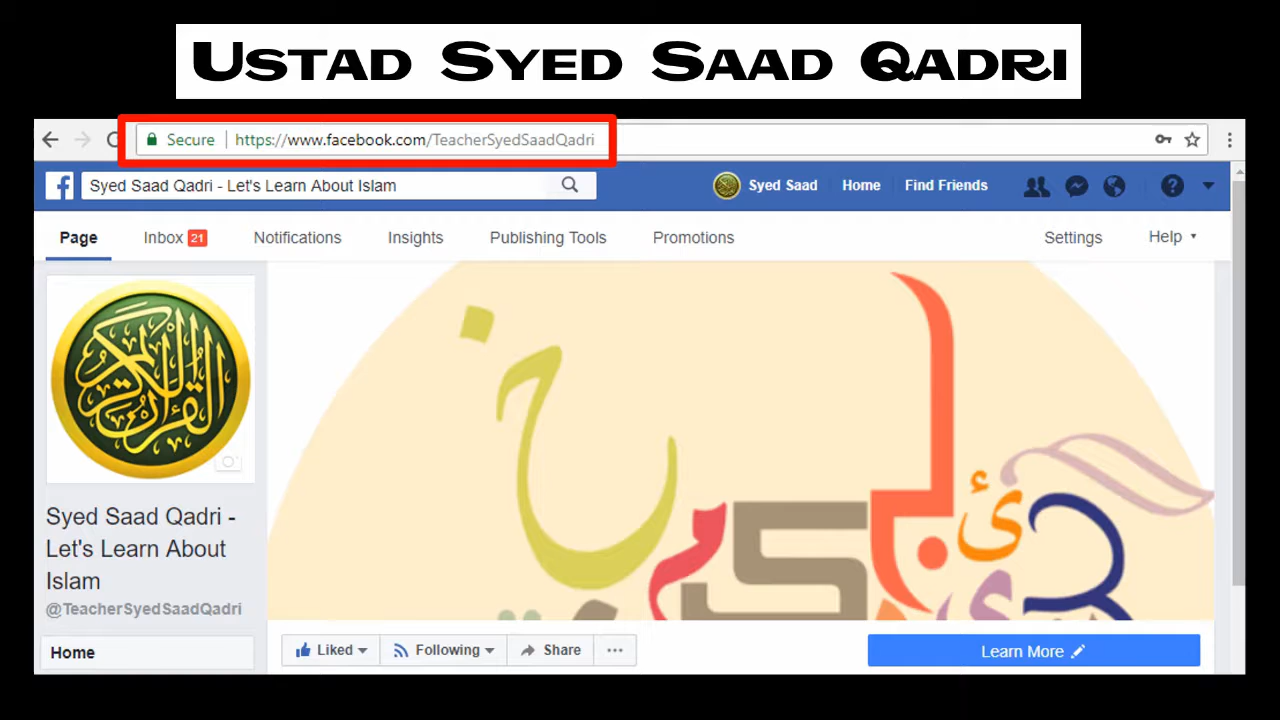 USTAD SYED SAAD QADRI
Secure | https://www.facebook.com/TeacherSyedSaadQadri
f Syed Saad Qadri - Let's Learn About Islam Syed Saad Home Find Friends
Page Inbox 21 Notifications Insights Publishing Tools Promotions Settings Help
القرآن الكريم
Syed Saad Qadri -
Let's Learn About
Islam
@TeacherSyedSaadQadri
Home
Liked Following Share ... Learn More